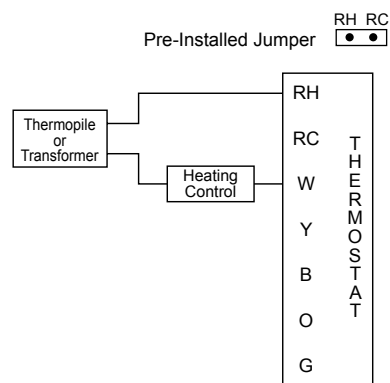 RH RC
Pre-Installed Jumper
Thermopile
or
Transformer
Heating
Control
RH
RC
W
Y
B
O
G
THERMOSTAT